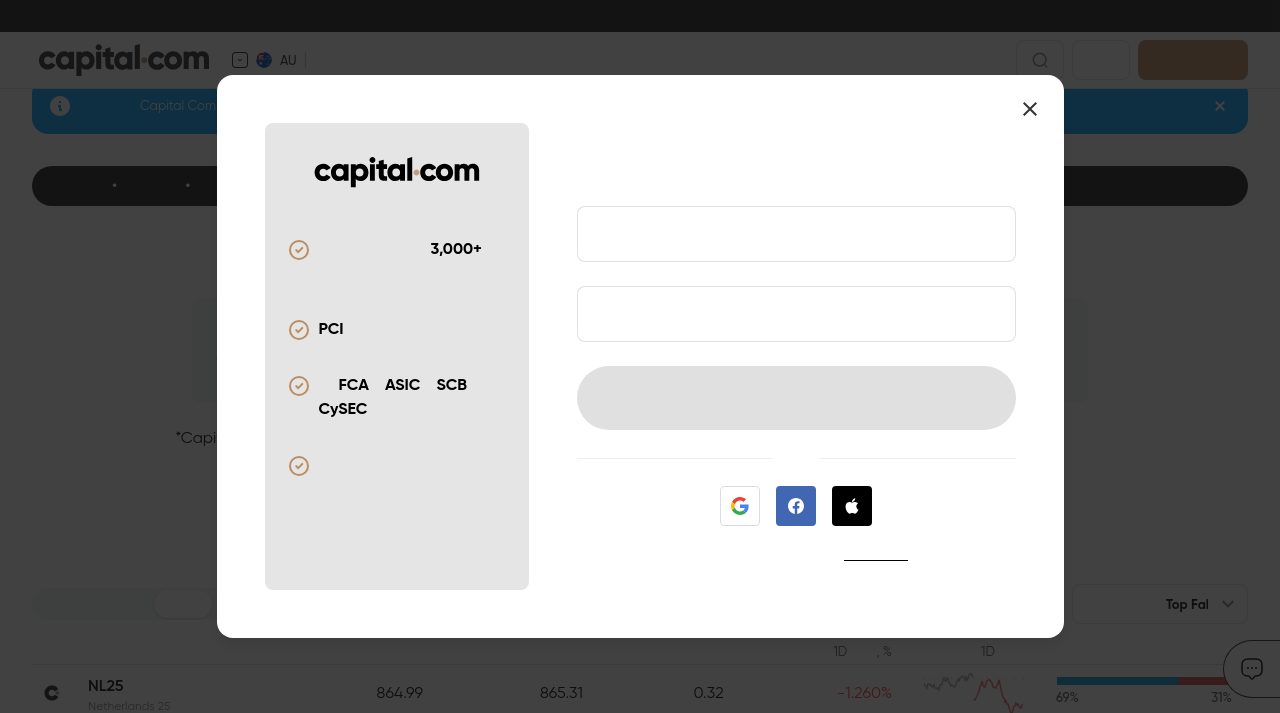 capital.com
AU
Capital Com
capital.com
3,000+
PCI
FCA ASIC SCB
CySEC
"Capi
Top Fal
1D , % 1D
NL25 864.99 865.31 0.32 -1.260%
Netherlands 25 69% 31%